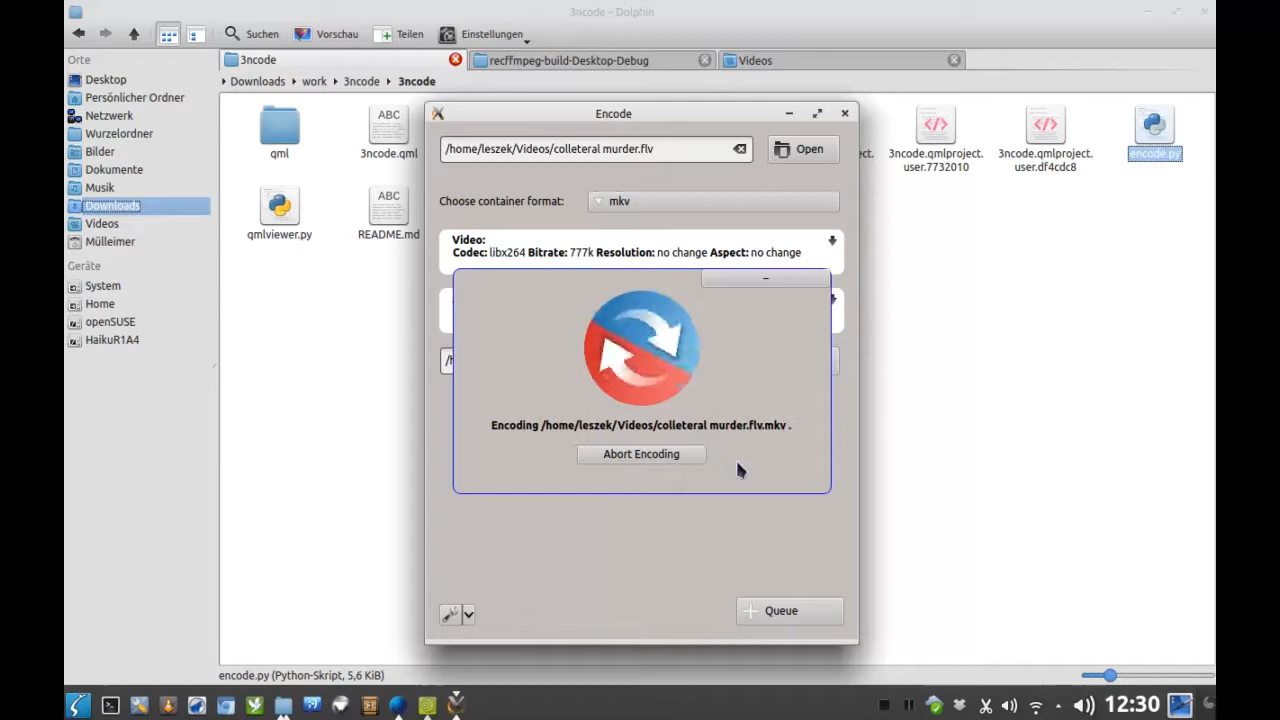 3ncode – Dolphin
Suchen
Vorschau
Teilen
Einstellungen
Orte
3ncode
recffmpeg-build-Desktop-Debug
Videos
Downloads
work
3ncode
3ncode
Desktop
Persönlicher Ordner
Netzwerk
Wurzelordner
Bilder
Dokumente
Musik
Downloads
Videos
Mülleimer
Geräte
System
Home
openSUSE
HaikuR1A4
ABC
qml
3ncode.qml
3ncode.qmlproject.
user.7732010
3ncode.qmlproject.
user.df4cdc8
encode.py
ABC
qmlviewer.py
README.md
Encode
/home/leszek/Videos/colleteral murder.flv
Open
Choose container format:
mkv
Video:
Codec: libx264 Bitrate: 777k Resolution: no change Aspect: no change
–
/h
Encoding /home/leszek/Videos/colleteral murder.flv.mkv .
Abort Encoding
Queue
encode.py (Python-Skript, 5,6 KiB)
12:30